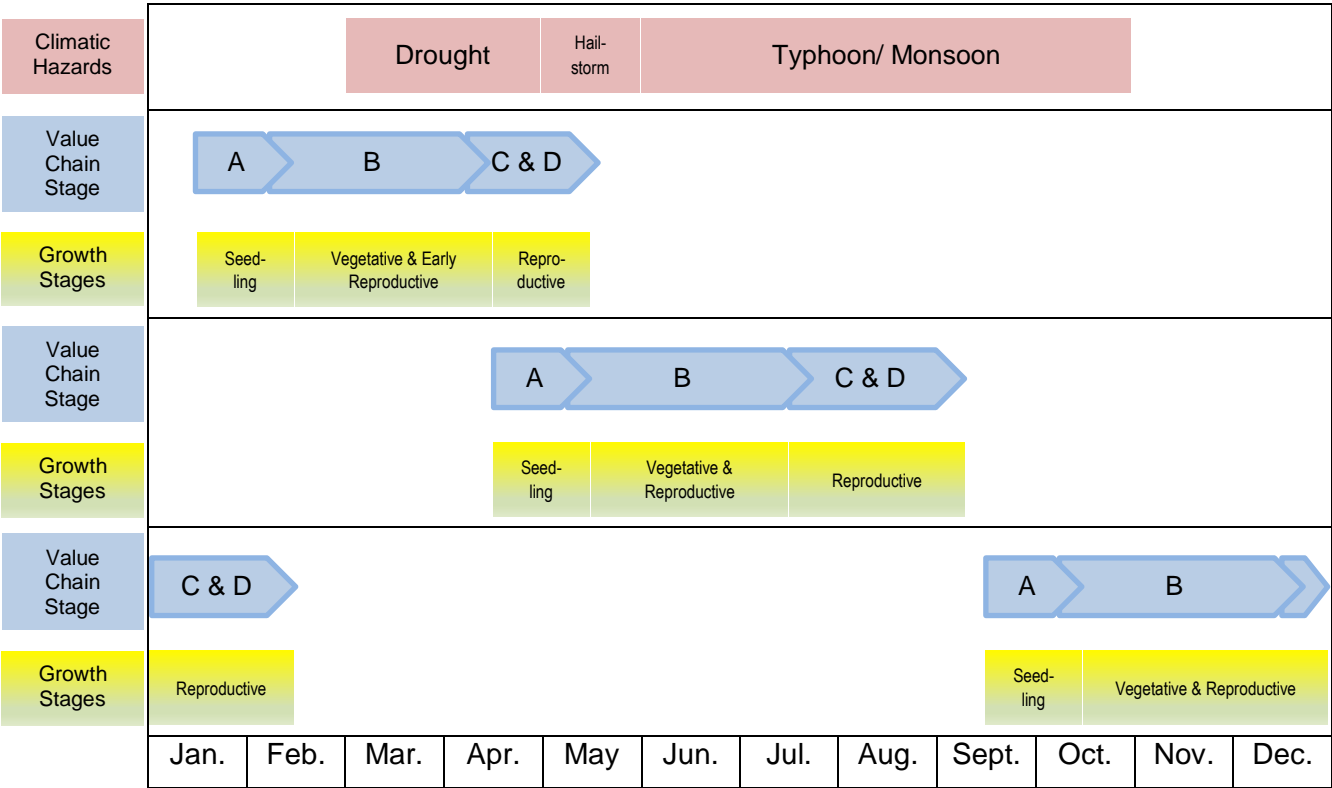 Climatic
Hazards
Drought
Hail-
storm
Typhoon/ Monsoon
Value
Chain
Stage
A
B
C & D
Growth
Stages
Seed-
ling
Vegetative & Early
Reproductive
Repro-
ductive
Value
Chain
Stage
A
B
C & D
Growth
Stages
Seed-
ling
Vegetative &
Reproductive
Reproductive
Value
Chain
Stage
C & D
A
B
Growth
Stages
Reproductive
Seed-
ling
Vegetative & Reproductive
Jan. Feb. Mar. Apr. May Jun. Jul. Aug. Sept. Oct. Nov. Dec.